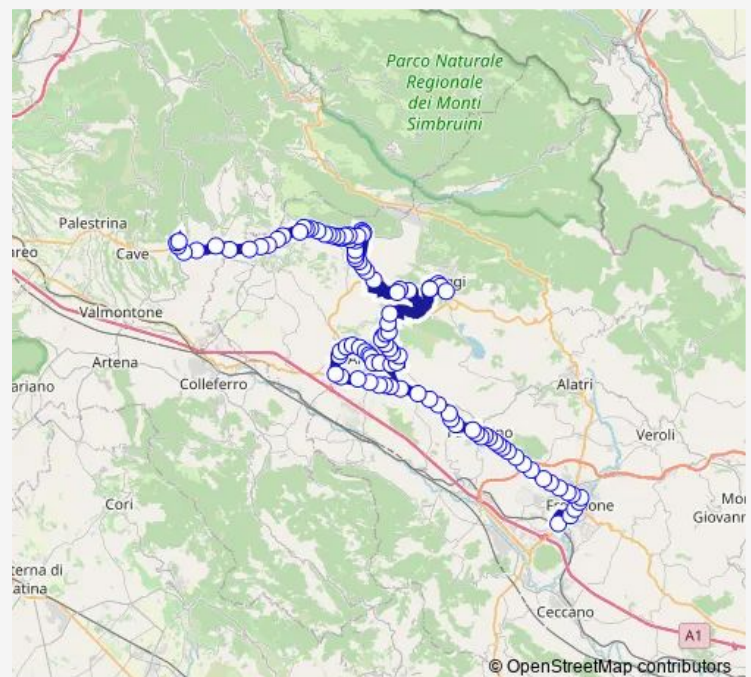 Parco Naturale
Regionale
dei Monti
Simbruini
Palestrina
Cave
Valmontone
Artena
Colleferro
Alatri
Veroli
Cori
Ceccano
A1
© OpenStreetMap contributors